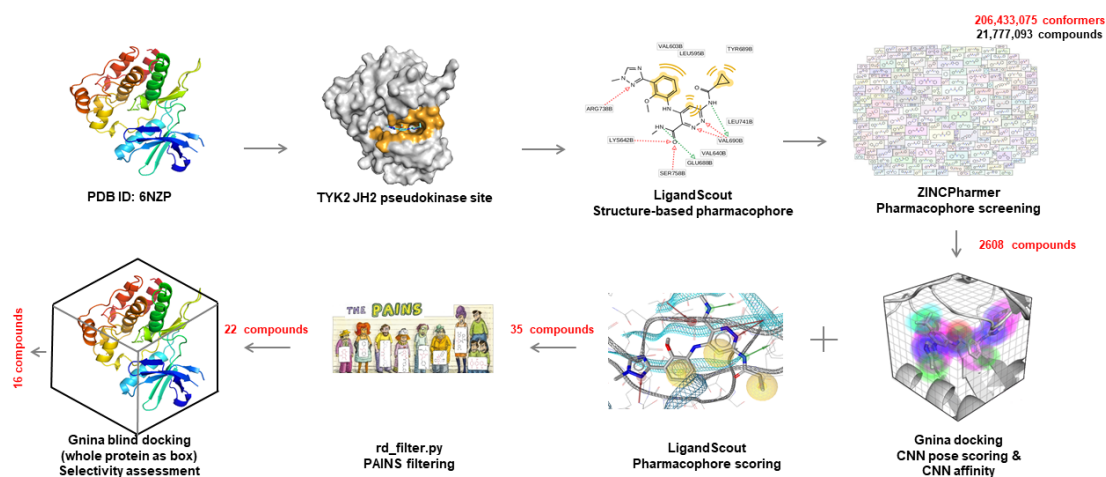 206,433,075 conformers
21,777,093 compounds
VAL603B
LEU595B
TYR689B
ARG738B
LYS642B
LEU741B
VAL690B
VAL640B
GLU688B
SER758B
PDB ID: 6NZP
TYK2 JH2 pseudokinase site
LigandScout
Structure-based pharmacophore
ZINCPharmer
Pharmacophore screening
2608 compounds
16 compounds
22 compounds
THE PAINS
35 compounds
Gnina blind docking
(whole protein as box)
Selectivity assessment
rd_filter.py
PAINS filtering
LigandScout
Pharmacophore scoring
Gnina docking
CNN pose scoring &
CNN affinity